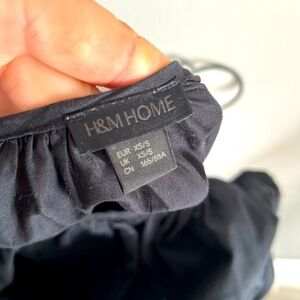 H&M HOME
EUR XS/S
UK XS/S
CN 165/88A